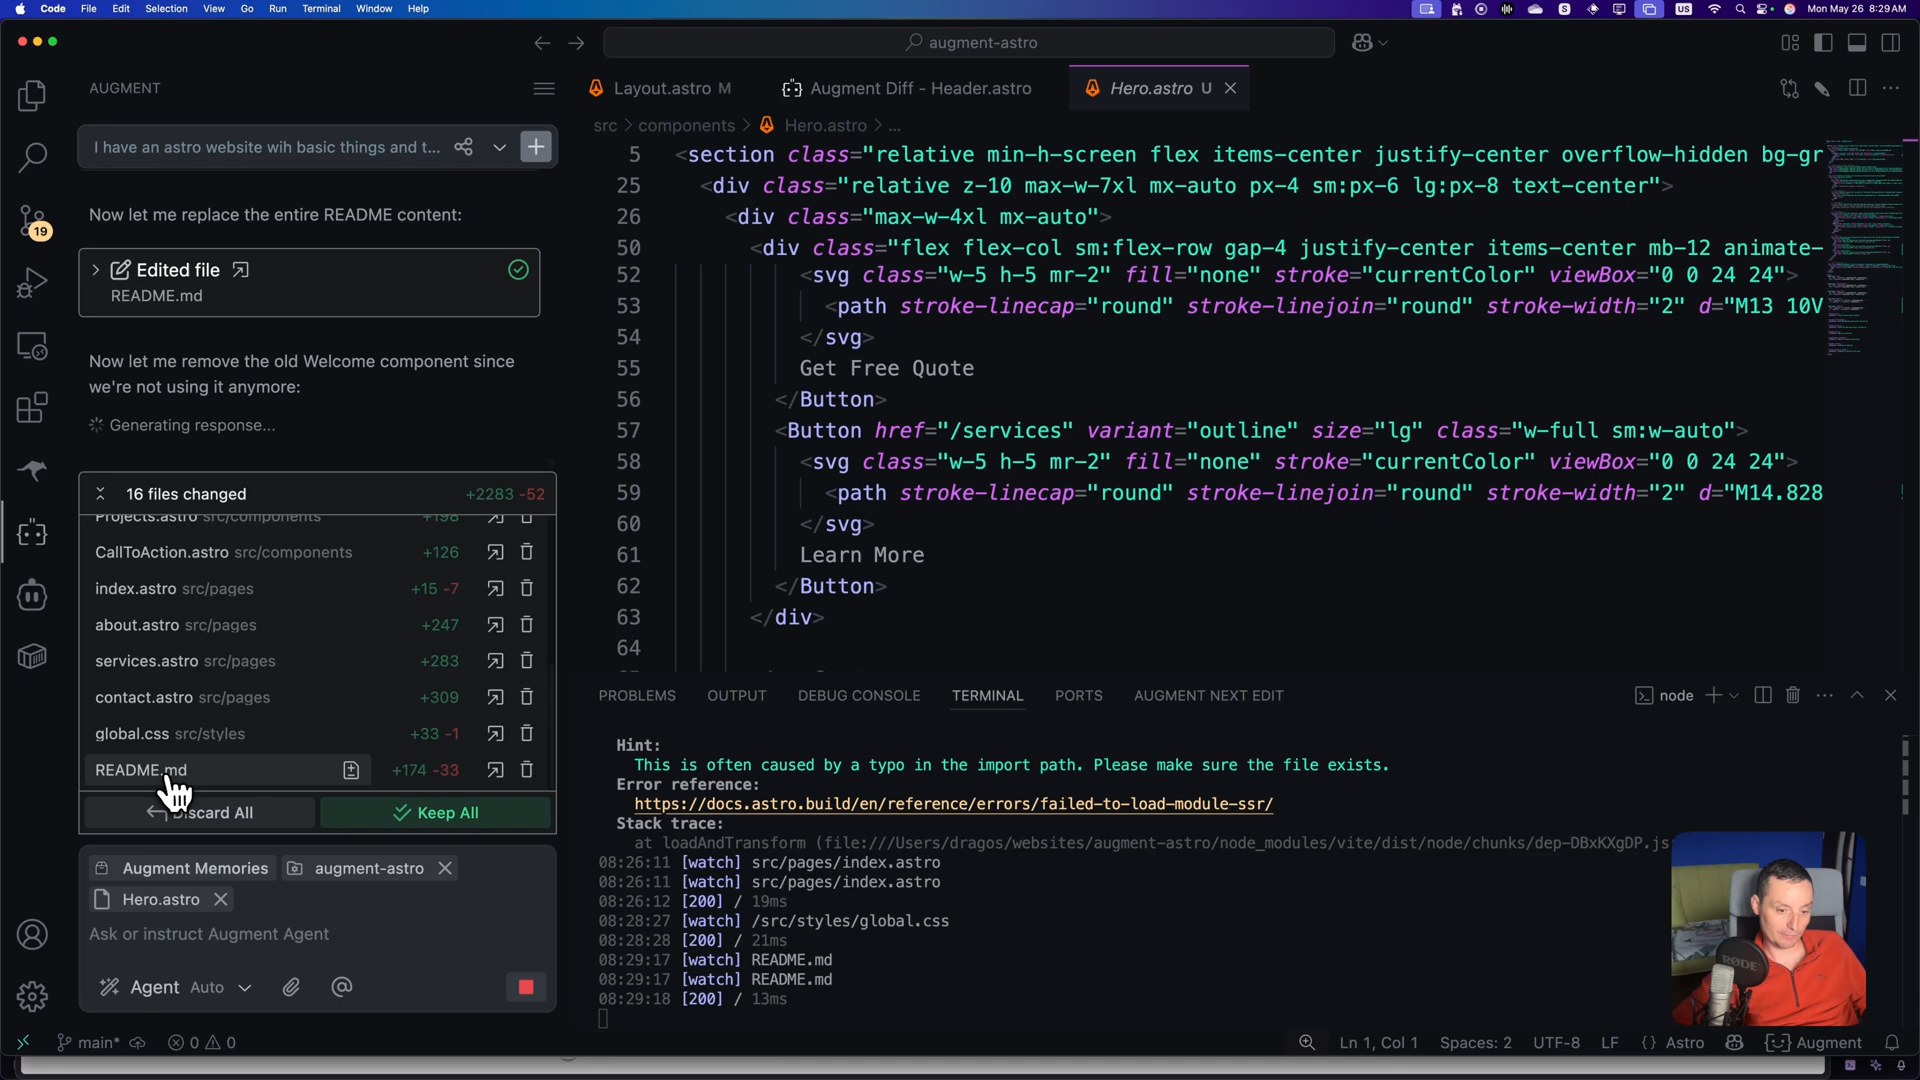 Code File Edit Selection View Go Run Terminal Window Help
US Mon May 26 8:29 AM
augment-astro
AUGMENT
I have an astro website wih basic things and t...
Now let me replace the entire README content:
Edited file
README.md
Now let me remove the old Welcome component since
we're not using it anymore:
Generating response...
16 files changed +2283 -52
Projects.astro src/components +198
CallToAction.astro src/components +126
index.astro src/pages +15 -7
about.astro src/pages +247
services.astro src/pages +283
contact.astro src/pages +309
global.css src/styles +33 -1
README.md +174 -33
Discard All Keep All
Augment Memories augment-astro
Hero.astro
Ask or instruct Augment Agent
Agent Auto
19
Layout.astro M Augment Diff - Header.astro Hero.astro U
src > components > Hero.astro > ...
5 <section class="relative min-h-screen flex items-center justify-center overflow-hidden bg-gr
25 <div class="relative z-10 max-w-7xl mx-auto px-4 sm:px-6 lg:px-8 text-center">
26 <div class="max-w-4xl mx-auto">
50 <div class="flex flex-col sm:flex-row gap-4 justify-center items-center mb-12 animate-
52 <svg class="w-5 h-5 mr-2" fill="none" stroke="currentColor" viewBox="0 0 24 24">
53 <path stroke-linecap="round" stroke-linejoin="round" stroke-width="2" d="M13 10V
54 </svg>
55 Get Free Quote
56 </Button>
57 <Button href="/services" variant="outline" size="lg" class="w-full sm:w-auto">
58 <svg class="w-5 h-5 mr-2" fill="none" stroke="currentColor" viewBox="0 0 24 24">
59 <path stroke-linecap="round" stroke-linejoin="round" stroke-width="2" d="M14.828
60 </svg>
61 Learn More
62 </Button>
63 </div>
64
PROBLEMS OUTPUT DEBUG CONSOLE TERMINAL PORTS AUGMENT NEXT EDIT
node
Hint:
This is often caused by a typo in the import path. Please make sure the file exists.
Error reference:
https://docs.astro.build/en/reference/errors/failed-to-load-module-ssr/
Stack trace:
at loadAndTransform (file:///Users/dragos/websites/augment-astro/node_modules/vite/dist/node/chunks/dep-DBxKXgDP.js:
08:26:11 [watch] src/pages/index.astro
08:26:11 [watch] src/pages/index.astro
08:26:12 [200] / 19ms
08:28:27 [watch] /src/styles/global.css
08:28:28 [200] / 21ms
08:29:17 [watch] README.md
08:29:17 [watch] README.md
08:29:18 [200] / 13ms
RØDE
main* 0 0
Ln 1, Col 1 Spaces: 2 UTF-8 LF {} Astro Augment